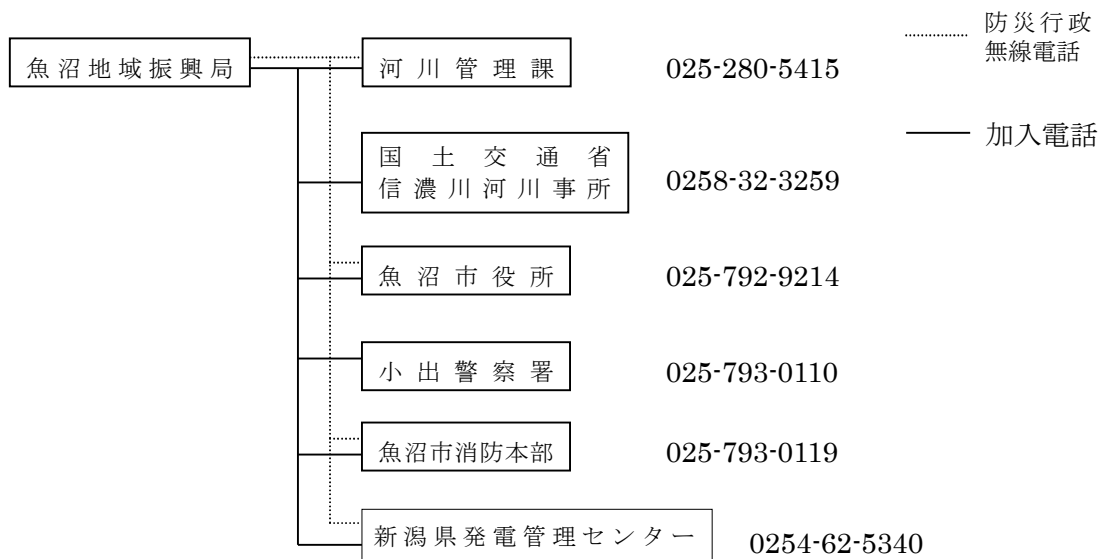 防災行政
無線電話
魚沼地域振興局
河川管理課
025-280-5415
加入電話
国土交通省
信濃川河川事所
0258-32-3259
魚沼市役所
025-792-9214
小出警察署
025-793-0110
魚沼市消防本部
025-793-0119
新潟県発電管理センター
0254-62-5340